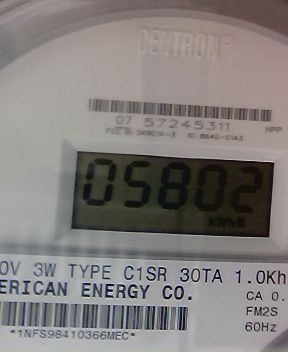 CENTRON®
07 57245311
HPP
05802
kWh
0V 3W TYPE C1SR 30TA 1.0Kh
ERICAN ENERGY CO.
CA 0.
FM2S
60Hz
*1NFS98410366MEC*